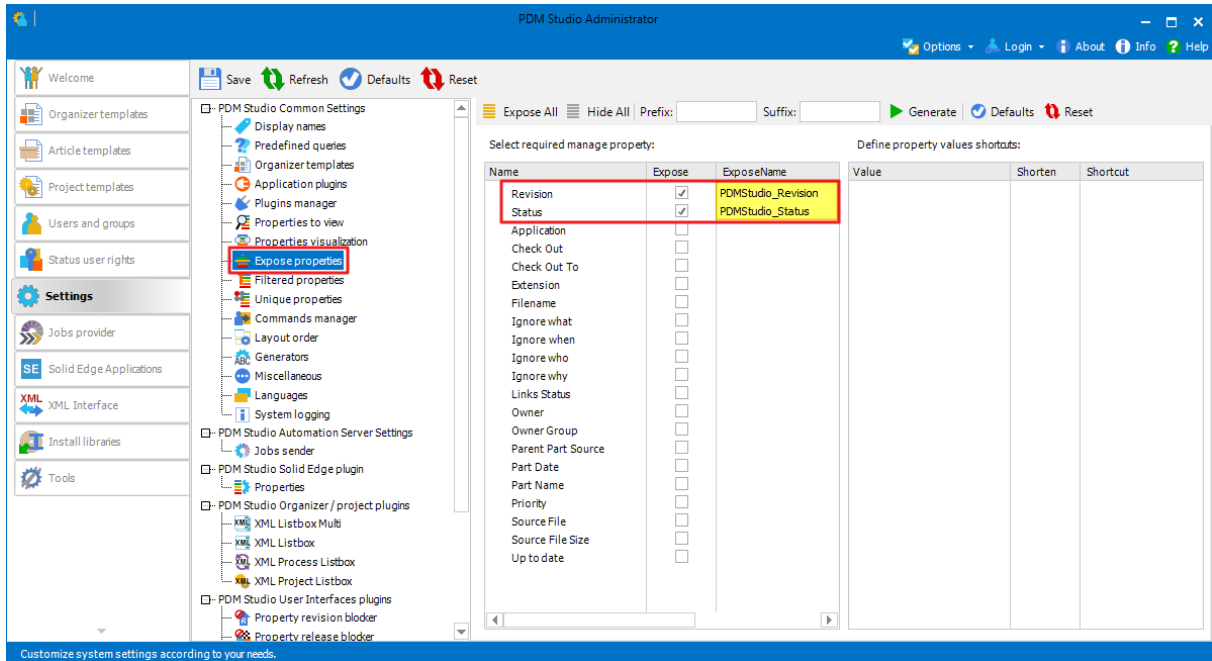 PDM Studio Administrator
Options Login About Info Help
Welcome
Organizer templates
Article templates
Project templates
Users and groups
Status user rights
Settings
Jobs provider
SE Solid Edge Applications
XML XML Interface
Install libraries
Tools
Save Refresh Defaults Reset
PDM Studio Common Settings
Display names
Predefined queries
Organizer templates
Application plugins
Plugins manager
Properties to view
Properties visualization
Expose properties
Filtered properties
Unique properties
Commands manager
Layout order
ABC Generators
Miscellaneous
Languages
System logging
PDM Studio Automation Server Settings
Jobs sender
PDM Studio Solid Edge plugin
Properties
PDM Studio Organizer / project plugins
XML XML Listbox Multi
XML XML Listbox
XML XML Process Listbox
XML XML Project Listbox
PDM Studio User Interfaces plugins
Property revision blocker
Property release blocker
Expose All Hide All Prefix: Suffix: Generate Defaults Reset
Select required manage property:
Name Expose ExposeName
Revision PDMStudio_Revision
Status PDMStudio_Status
Application
Check Out
Check Out To
Extension
Filename
Ignore what
Ignore when
Ignore who
Ignore why
Links Status
Owner
Owner Group
Parent Part Source
Part Date
Part Name
Priority
Source File
Source File Size
Up to date
Define property values shortcuts:
Value Shorten Shortcut
Customize system settings according to your needs.